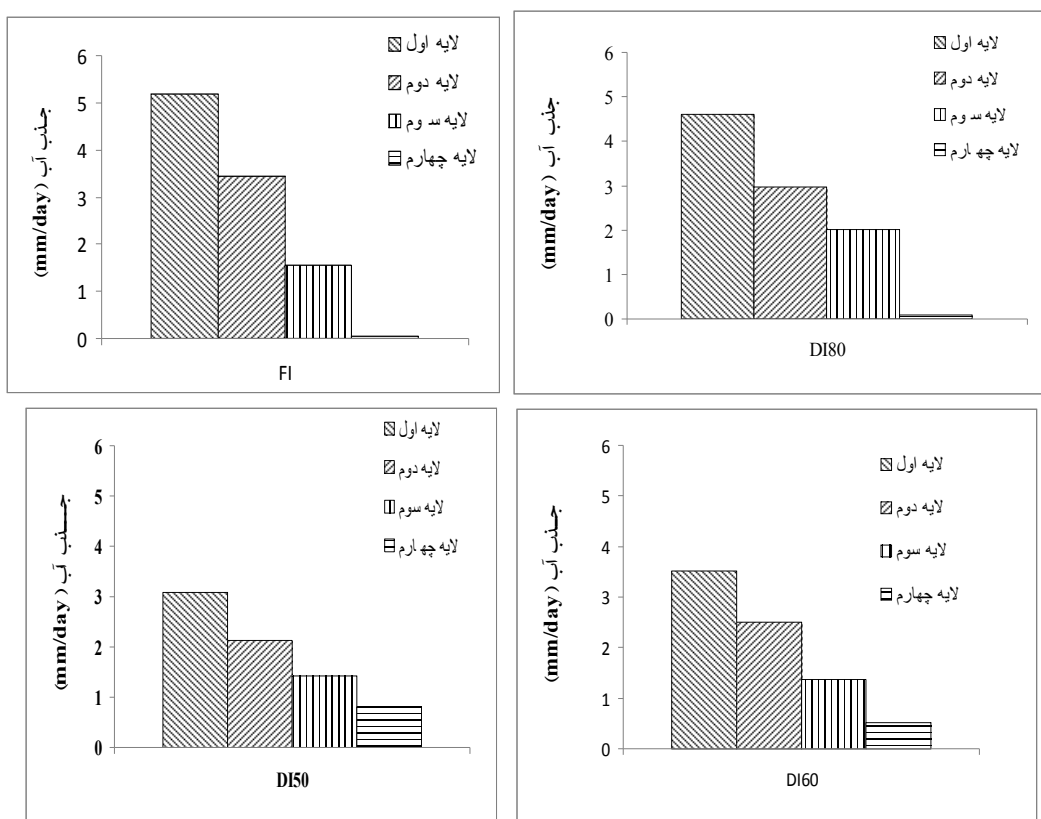 لایه اول
لایه دوم
لایه سوم
لایه چهارم
جذب آب (mm/day)
6
5
4
3
2
1
0
FI
لایه اول
لایه دوم
لایه سوم
لایه چهارم
جذب آب (mm/day)
6
5
4
3
2
1
0
DI80
لایه اول
لایه دوم
لایه سوم
لایه چهارم
جذب آب (mm/day)
6
5
4
3
2
1
0
DI50
لایه اول
لایه دوم
لایه سوم
لایه چهارم
جذب آب (mm/day)
6
5
4
3
2
1
0
DI60